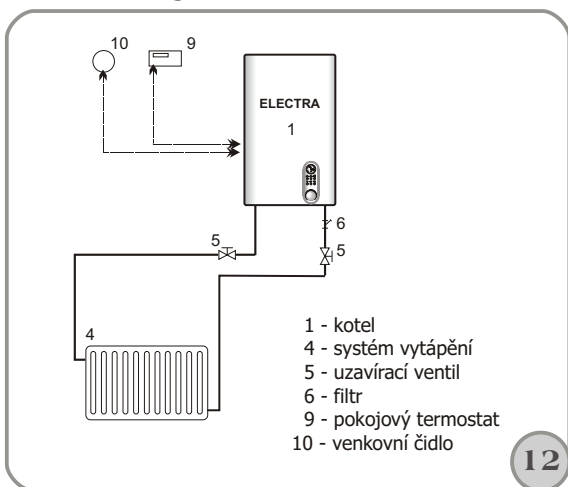 10
9
ELECTRA
1
6
5
5
4
1 - kotel
4 - systém vytápění
5 - uzavírací ventil
6 - filtr
9 - pokojový termostat
10 - venkovní čidlo
12